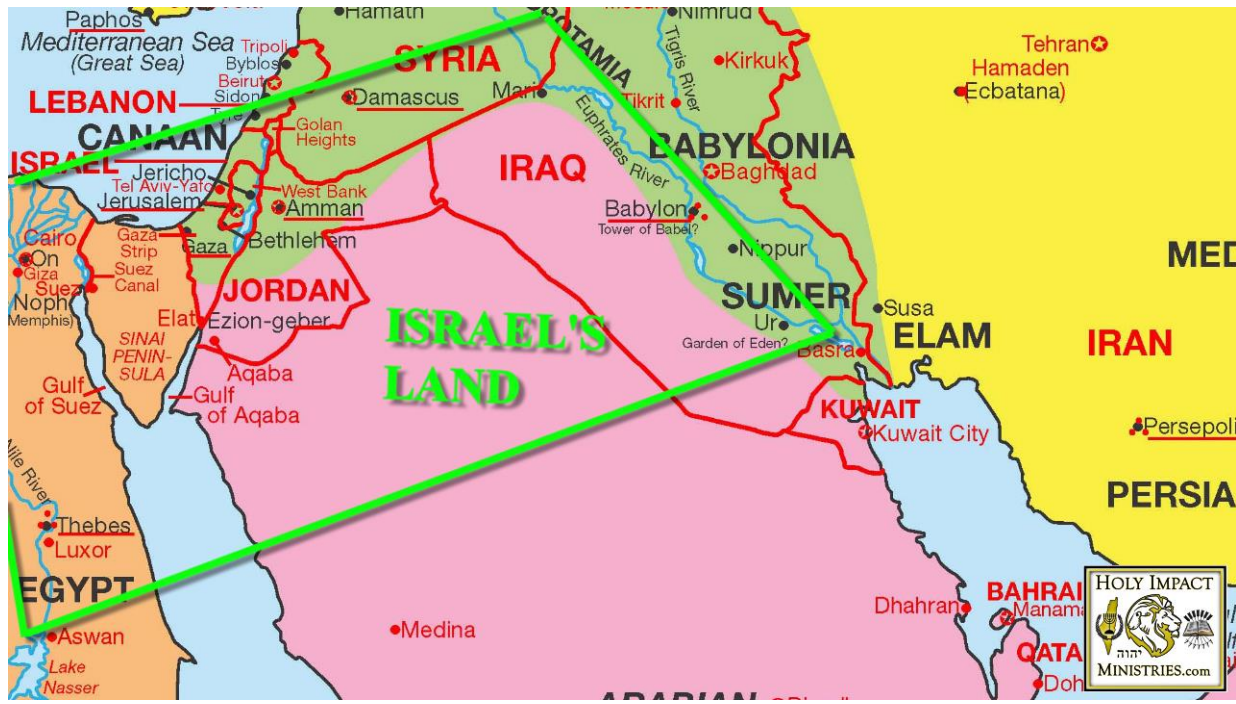 Paphos
Hamath
OPOTAMIA
Nimrud
Mediterranean Sea
(Great Sea)
Tripoli
Byblos
Beirut
Sidon
Tyre
LEBANON
CANAAN
SYRIA
Damascus
Mari
Tigris River
Kirkuk
Tikrit
Tehran
Hamaden
(Ecbatana)
Golan
Heights
Euphrates River
BABYLONIA
Baghdad
ISRAEL
Jericho
Tel Aviv-Yafo
Jerusalem
West Bank
Amman
IRAQ
Babylon
Tower of Babel?
Cairo
On
Giza
Suez
Gaza
Strip
Gaza
Bethlehem
Suez
Canal
Nippur
MED
Noph
(Memphis)
JORDAN
Elat
Ezion-geber
SINAI
PENIN-
SULA
Aqaba
Gulf
of Suez
Gulf
of Aqaba
ISRAEL'S
LAND
SUMER
Ur
Garden of Eden?
Basra
Susa
ELAM
IRAN
KUWAIT
Kuwait City
Persepoli
PERSIA
Nile River
Thebes
Luxor
EGYPT
Aswan
Lake
Nasser
Medina
Dhahran
BAHRAI
Manama
QATA
Doh
ARABIAN
HOLY IMPACT
יהוה
MINISTRIES.com